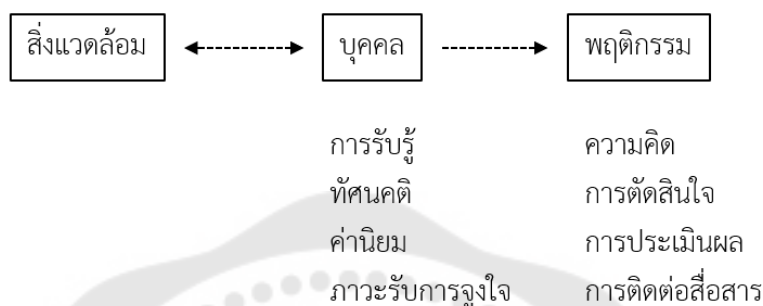 สิ่งแวดล้อม บุคคล พฤติกรรม
การรับรู้ ความคิด
ทัศนคติ การตัดสินใจ
ค่านิยม การประเมินผล
ภาวะรับการจูงใจ การติดต่อสื่อสาร